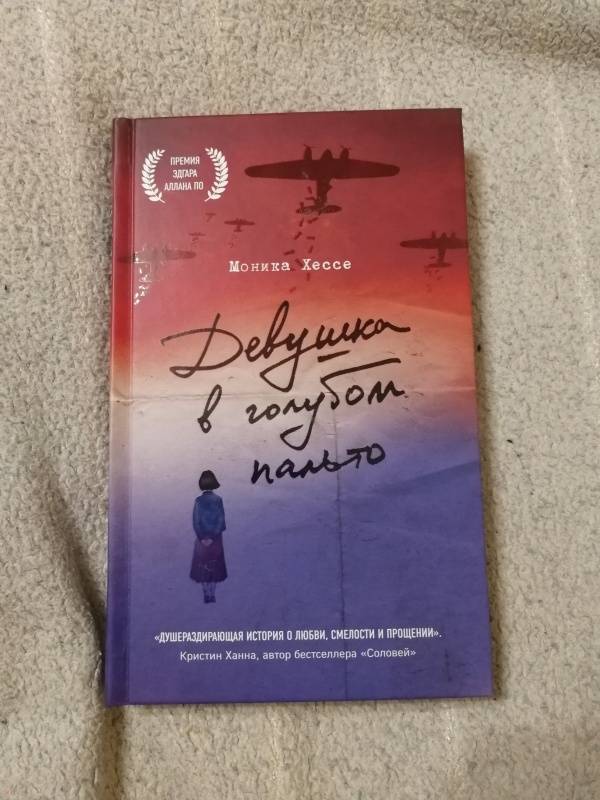 ПРЕМИЯ
ЭДГАРА
АЛЛАНА ПО
Моника Хессе
Девушка
в голубом
пальто
«ДУШЕРАЗДИРАЮЩАЯ ИСТОРИЯ О ЛЮБВИ, СМЕЛОСТИ И ПРОЩЕНИИ».
Кристин Ханна, автор бестселлера «Соловей»